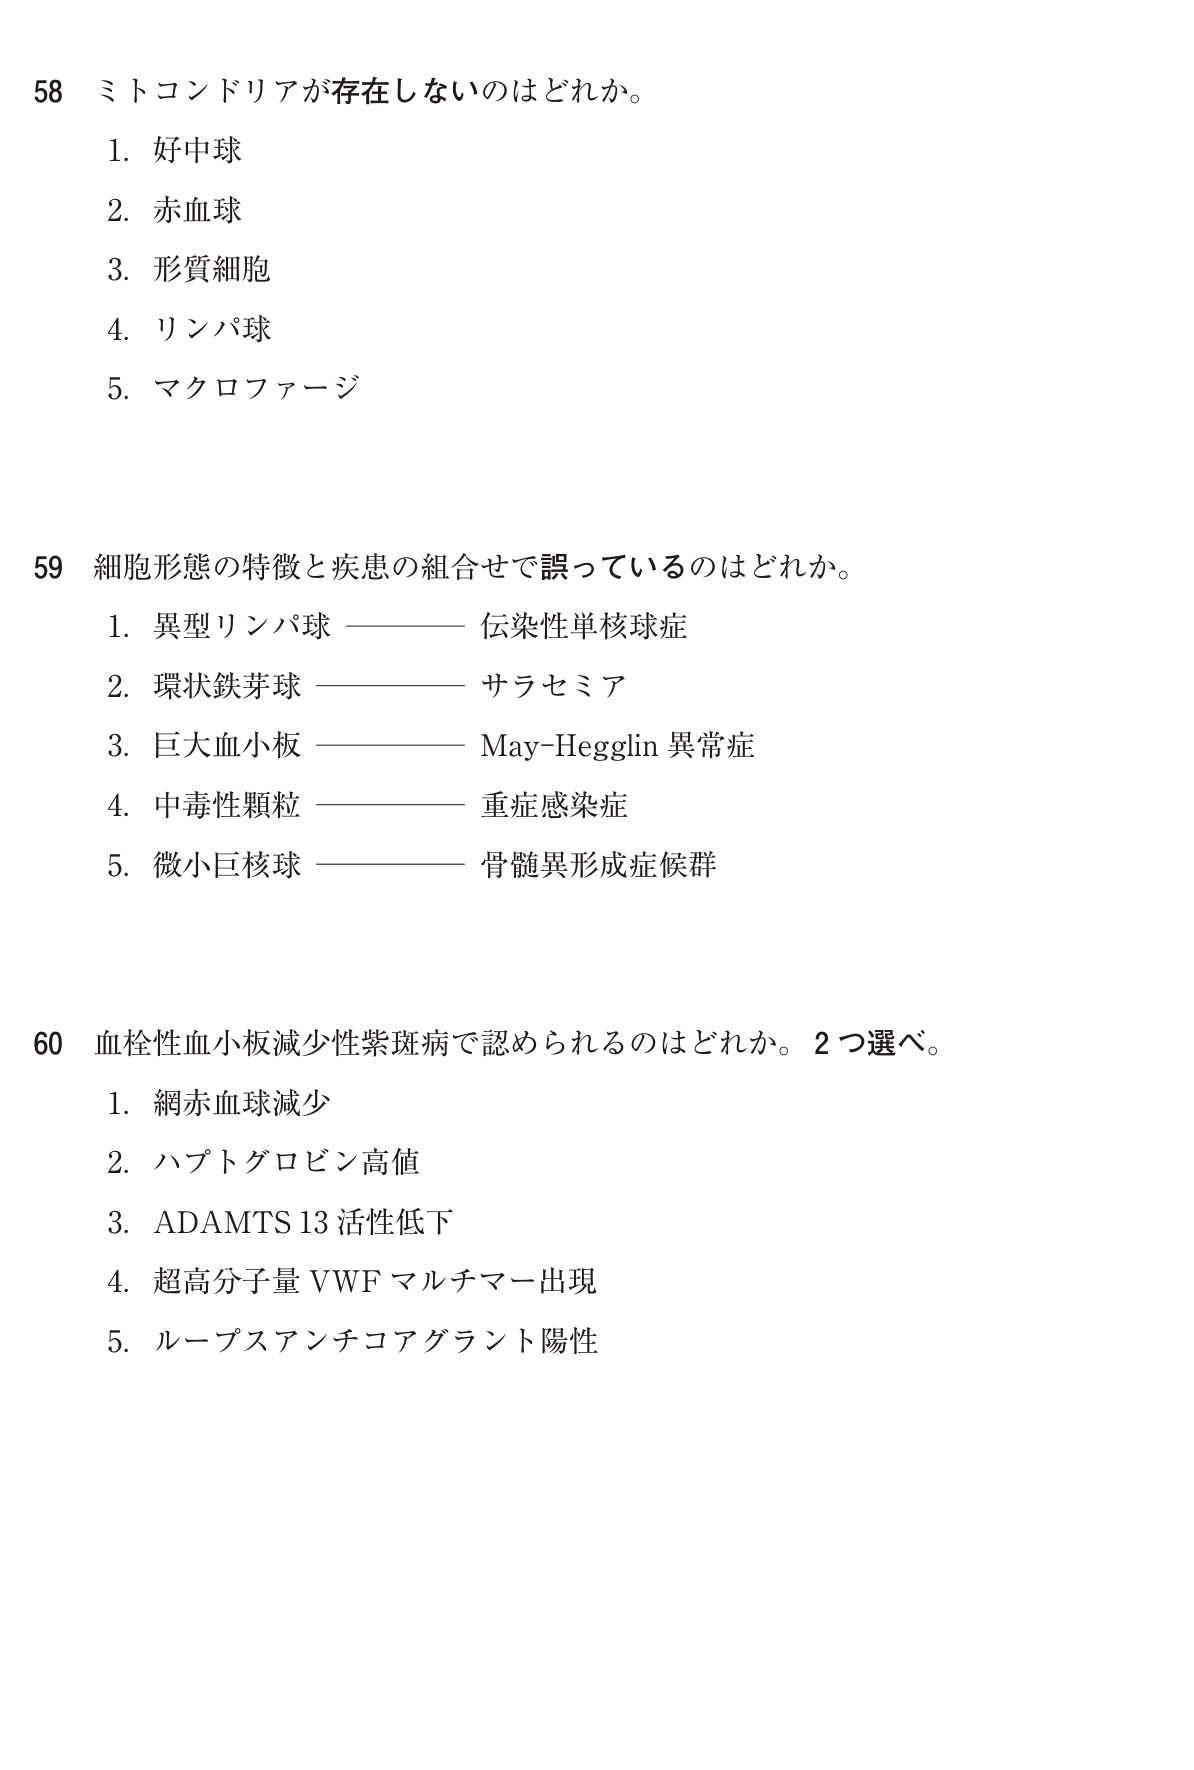 58 ミトコンドリアが存在しないのはどれか。
1. 好中球
2. 赤血球
3. 形質細胞
4. リンパ球
5. マクロファージ
59 細胞形態の特徴と疾患の組合せで誤っているのはどれか。
1. 異型リンパ球 ──── 伝染性単核球症
2. 環状鉄芽球 ───── サラセミア
3. 巨大血小板 ───── May-Hegglin 異常症
4. 中毒性顆粒 ───── 重症感染症
5. 微小巨核球 ───── 骨髄異形成症候群
60 血栓性血小板減少性紫斑病で認められるのはどれか。2 つ選べ。
1. 網赤血球減少
2. ハプトグロビン高値
3. ADAMTS 13 活性低下
4. 超高分子量 VWF マルチマー出現
5. ループスアンチコアグラント陽性